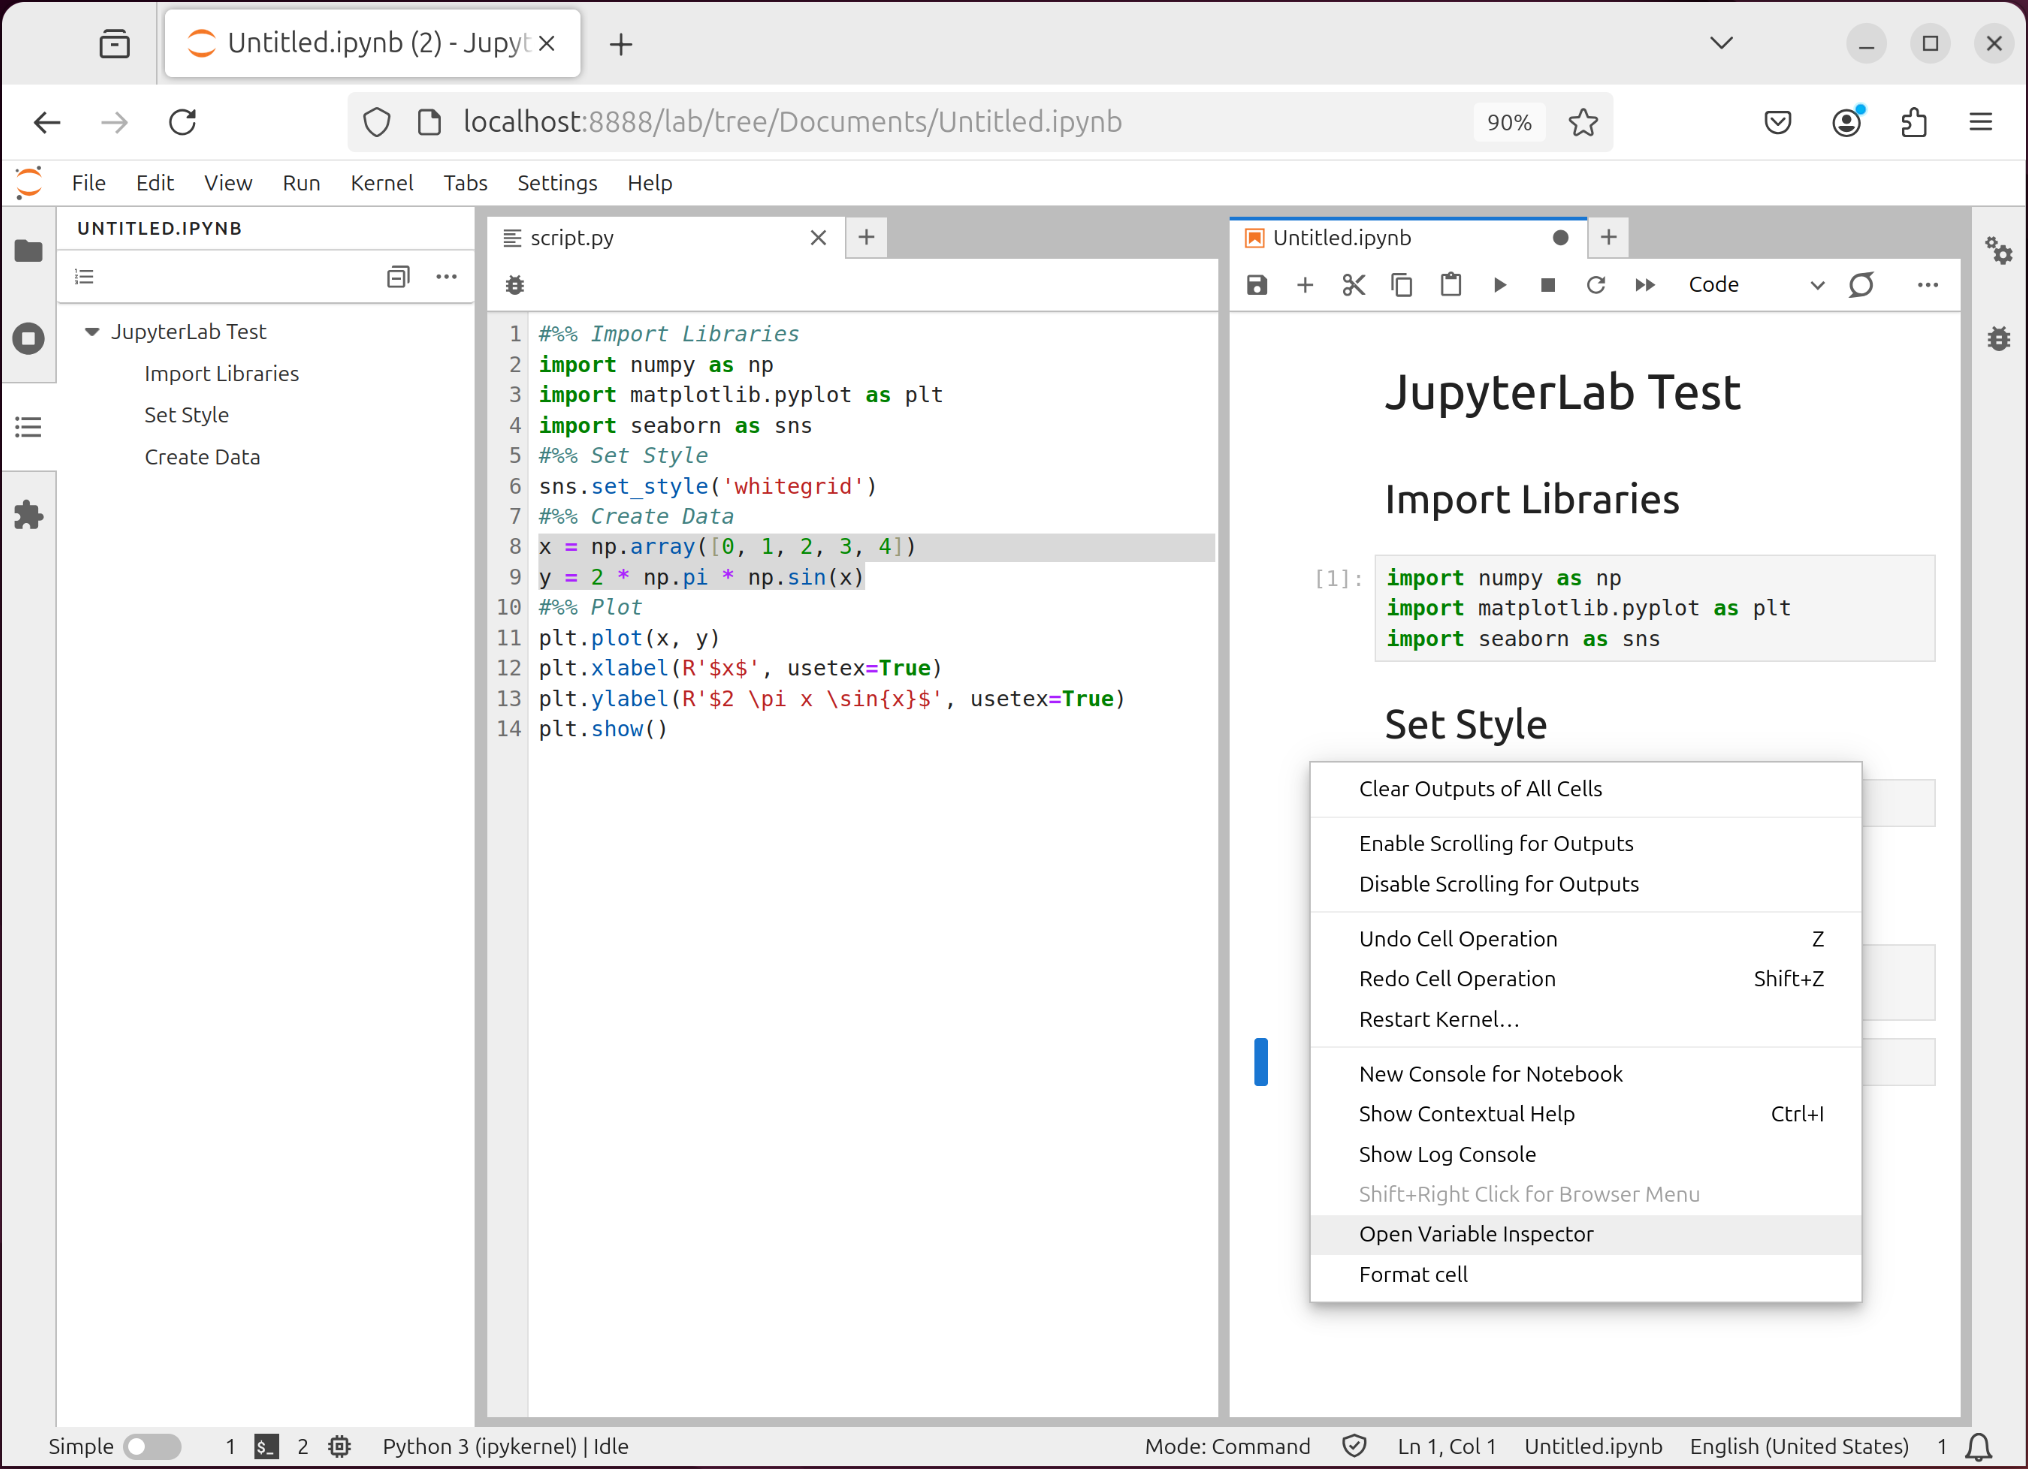 Untitled.ipynb (2) - Jupyt
localhost:8888/lab/tree/Documents/Untitled.ipynb
90%
File Edit View Run Kernel Tabs Settings Help
UNTITLED.IPYNB
JupyterLab Test
Import Libraries
Set Style
Create Data
script.py
1 #%% Import Libraries
2 import numpy as np
3 import matplotlib.pyplot as plt
4 import seaborn as sns
5 #%% Set Style
6 sns.set_style('whitegrid')
7 #%% Create Data
8 x = np.array([0, 1, 2, 3, 4])
9 y = 2 * np.pi * np.sin(x)
10 #%% Plot
11 plt.plot(x, y)
12 plt.xlabel(R'$x$', usetex=True)
13 plt.ylabel(R'$2 \pi x \sin{x}$', usetex=True)
14 plt.show()
Untitled.ipynb
Code
JupyterLab Test
Import Libraries
[1]: import numpy as np
import matplotlib.pyplot as plt
import seaborn as sns
Set Style
Clear Outputs of All Cells
Enable Scrolling for Outputs
Disable Scrolling for Outputs
Undo Cell Operation Z
Redo Cell Operation Shift+Z
Restart Kernel...
New Console for Notebook
Show Contextual Help Ctrl+I
Show Log Console
Shift+Right Click for Browser Menu
Open Variable Inspector
Format cell
Simple 1 $_ 2 Python 3 (ipykernel) | Idle Mode: Command Ln 1, Col 1 Untitled.ipynb English (United States) 1